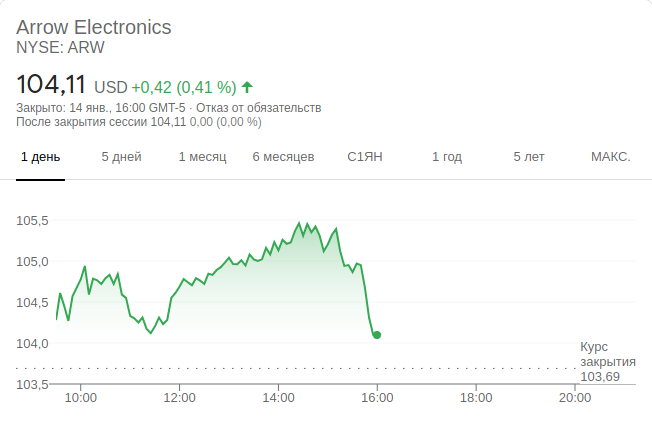 Arrow Electronics
NYSE: ARW
104,11 USD +0,42 (0,41 %)
Закрыто: 14 янв., 16:00 GMT-5 · Отказ от обязательств
После закрытия сессии 104,11 0,00 (0,00 %)
1 день 5 дней 1 месяц 6 месяцев С1ЯН 1 год 5 лет МАКС.
105,5
105,0
104,5
104,0
Курс
закрытия
103,69
103,5
10:00 12:00 14:00 16:00 18:00 20:00